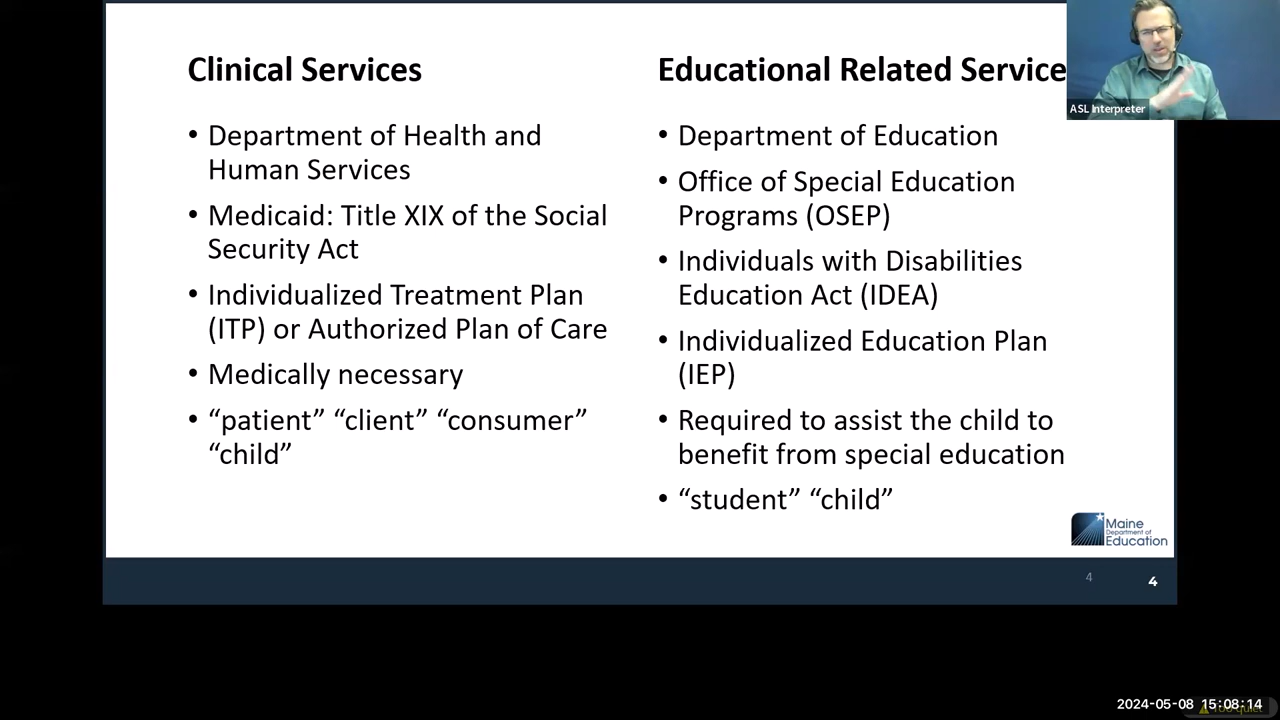 Clinical Services
• Department of Health and
Human Services
• Medicaid: Title XIX of the Social
Security Act
• Individualized Treatment Plan
(ITP) or Authorized Plan of Care
• Medically necessary
• “patient” “client” “consumer”
“child”
Educational Related Service
• Department of Education
• Office of Special Education
Programs (OSEP)
• Individuals with Disabilities
Education Act (IDEA)
• Individualized Education Plan
(IEP)
• Required to assist the child to
benefit from special education
• “student” “child”
ASL Interpreter
Maine
Department of
Education
4
4
2024-05-08 15:08:14